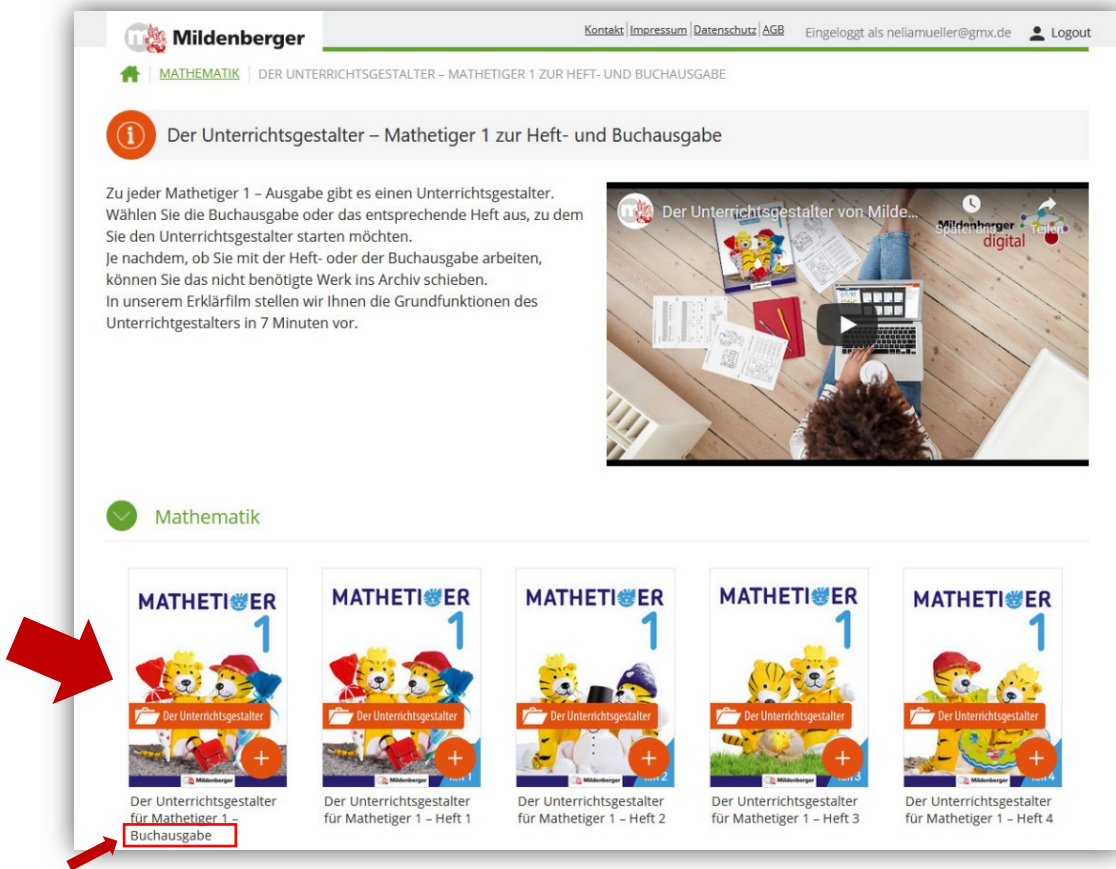 Mildenberger
Kontakt | Impressum | Datenschutz | AGB
Eingeloggt als neliamueller@gmx.de
Logout
MATHEMATIK | DER UNTERRICHTSGESTALTER – MATHETIGER 1 ZUR HEFT- UND BUCHAUSGABE
Der Unterrichtsgestalter – Mathetiger 1 zur Heft- und Buchausgabe
Zu jeder Mathetiger 1 – Ausgabe gibt es einen Unterrichtsgestalter.
Wählen Sie die Buchausgabe oder das entsprechende Heft aus, zu dem
Sie den Unterrichtsgestalter starten möchten.
Je nachdem, ob Sie mit der Heft- oder der Buchausgabe arbeiten,
können Sie das nicht benötigte Werk ins Archiv schieben.
In unserem Erklärfilm stellen wir Ihnen die Grundfunktionen des
Unterrichtgestalters in 7 Minuten vor.
Der Unterrichtsgestalter von Milde...
Mildenberger
digital
Teilen
Mathematik
MATHETIGER
1
Der Unterrichtsgestalter
Mildenberger
Der Unterrichtsgestalter
für Mathetiger 1 –
Buchausgabe
MATHETIGER
1
Der Unterrichtsgestalter
Mildenberger
Der Unterrichtsgestalter
für Mathetiger 1 – Heft 1
MATHETIGER
1
Der Unterrichtsgestalter
Mildenberger
Der Unterrichtsgestalter
für Mathetiger 1 – Heft 2
MATHETIGER
1
Der Unterrichtsgestalter
Mildenberger
Der Unterrichtsgestalter
für Mathetiger 1 – Heft 3
MATHETIGER
1
Der Unterrichtsgestalter
Mildenberger
Der Unterrichtsgestalter
für Mathetiger 1 – Heft 4